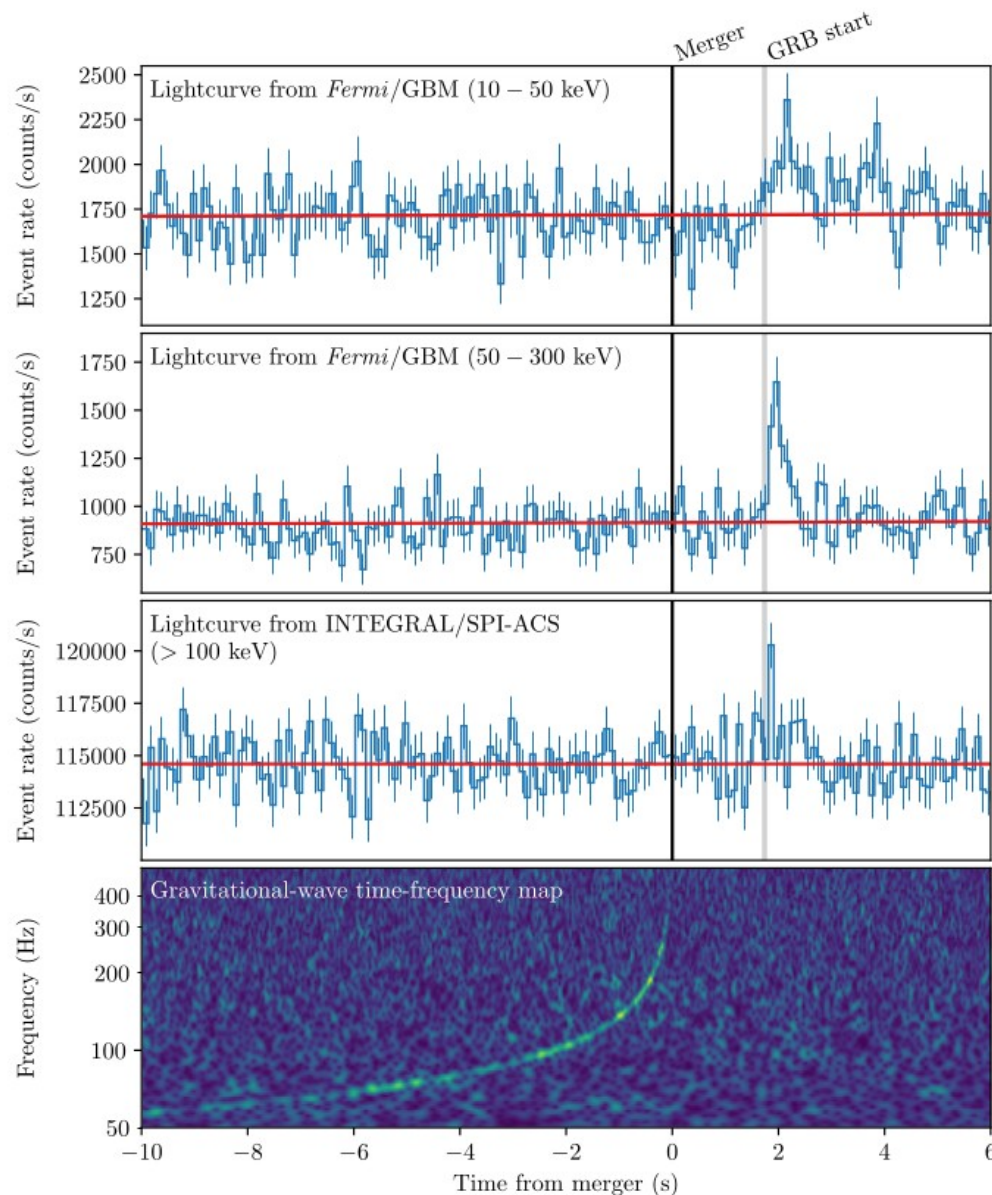 Merger
GRB start
Lightcurve from Fermi/GBM (10 − 50 keV)
Event rate (counts/s)
2500
2250
2000
1750
1500
1250
Lightcurve from Fermi/GBM (50 − 300 keV)
Event rate (counts/s)
1750
1500
1250
1000
750
Lightcurve from INTEGRAL/SPI-ACS
(> 100 keV)
Event rate (counts/s)
120000
117500
115000
112500
Gravitational-wave time-frequency map
Frequency (Hz)
400
300
200
100
50
−10
−8
−6
−4
−2
0
2
4
6
Time from merger (s)